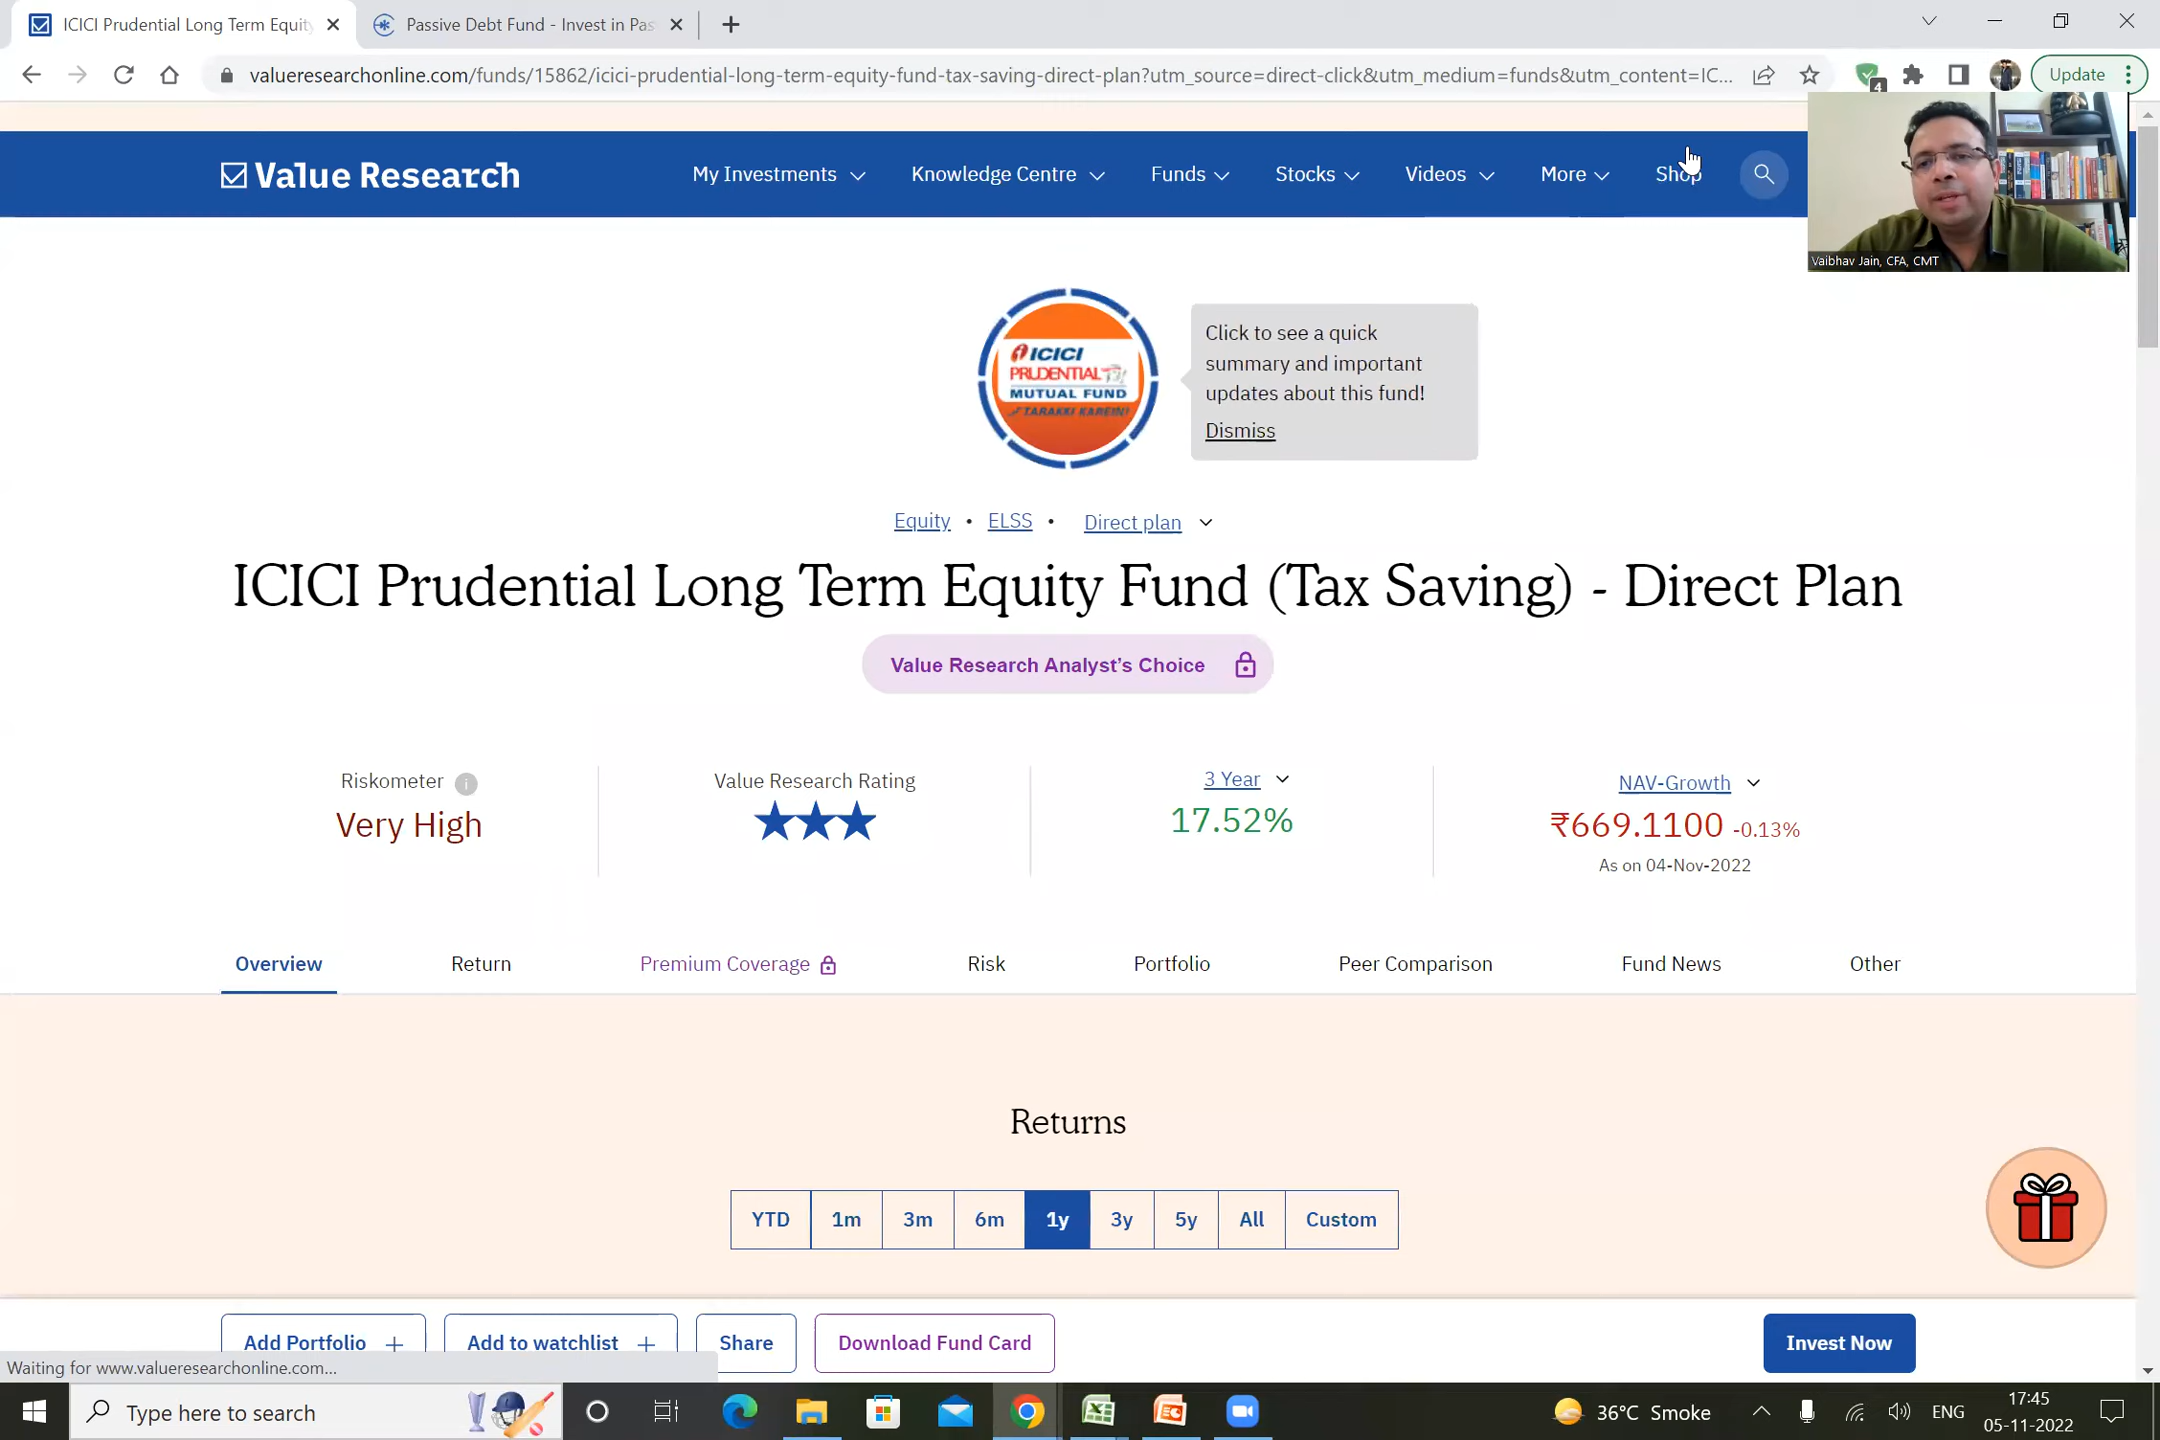 ICICI Prudential Long Term Equity
Passive Debt Fund - Invest in Pas
valueresearchonline.com/funds/15862/icici-prudential-long-term-equity-fund-tax-saving-direct-plan?utm_source=direct-click&utm_medium=funds&utm_content=IC...
4
Update
Value Research
My Investments
Knowledge Centre
Funds
Stocks
Videos
More
Shop
Vaibhav Jain, CFA, CMT
ICICI
PRUDENTIAL
MUTUAL FUND
TARAKKI KAREIN!
Click to see a quick
summary and important
updates about this fund!
Dismiss
Equity • ELSS • Direct plan
ICICI Prudential Long Term Equity Fund (Tax Saving) - Direct Plan
Value Research Analyst's Choice
Riskometer
Very High
Value Research Rating
3 Year
17.52%
NAV-Growth
₹669.1100 -0.13%
As on 04-Nov-2022
Overview
Return
Premium Coverage
Risk
Portfolio
Peer Comparison
Fund News
Other
Returns
YTD
1m
3m
6m
1y
3y
5y
All
Custom
Add Portfolio +
Add to watchlist +
Share
Download Fund Card
Invest Now
Waiting for www.valueresearchonline.com...
Type here to search
36°C Smoke
ENG
17:45
05-11-2022